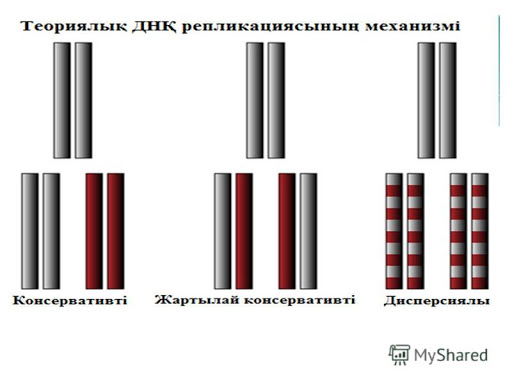 Теориялық ДНҚ репликациясының механизмі
Консервативті
Жартылай консервативті
Дисперсиялы
MyShared